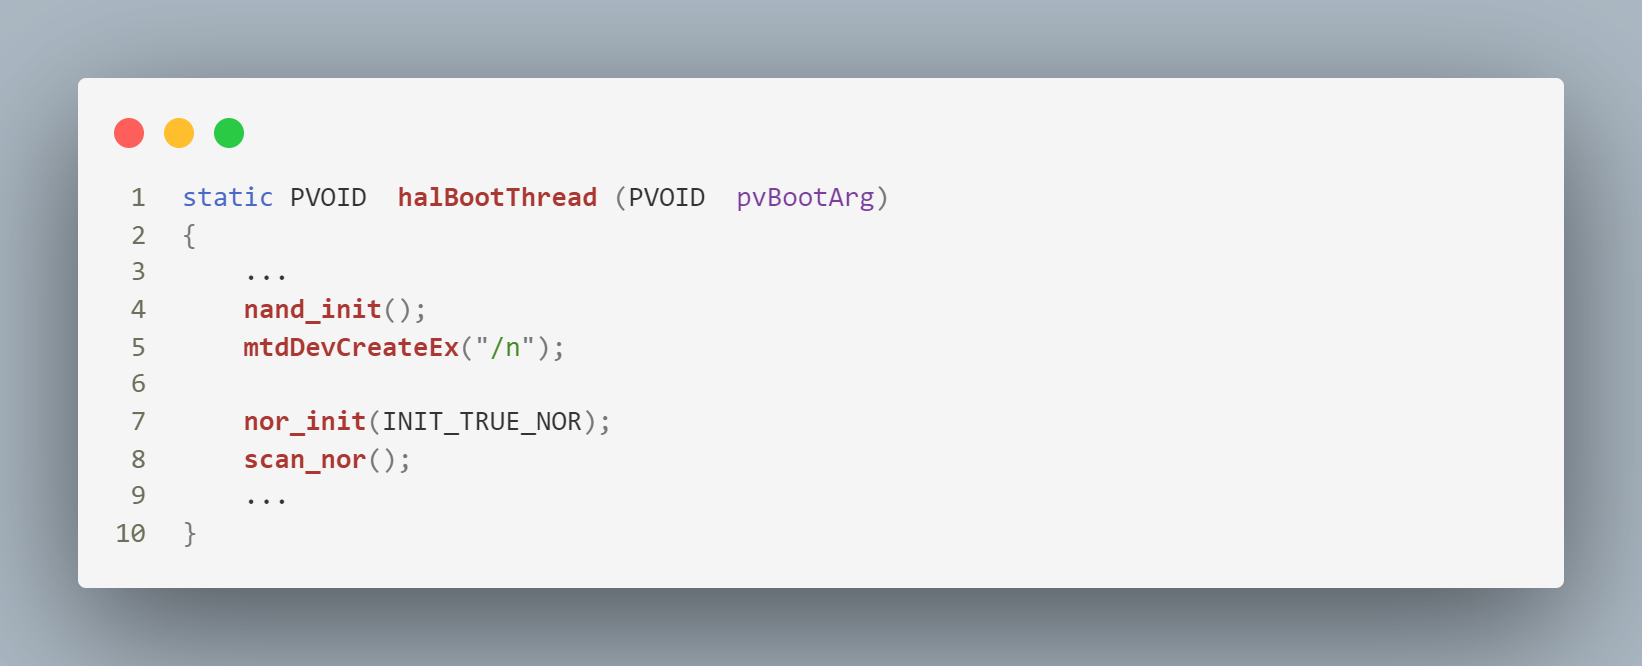 1 static PVOID  halBootThread (PVOID  pvBootArg)
2 {
3     ...
4     nand_init();
5     mtdDevCreateEx("/n");
6
7     nor_init(INIT_TRUE_NOR);
8     scan_nor();
9     ...
10 }